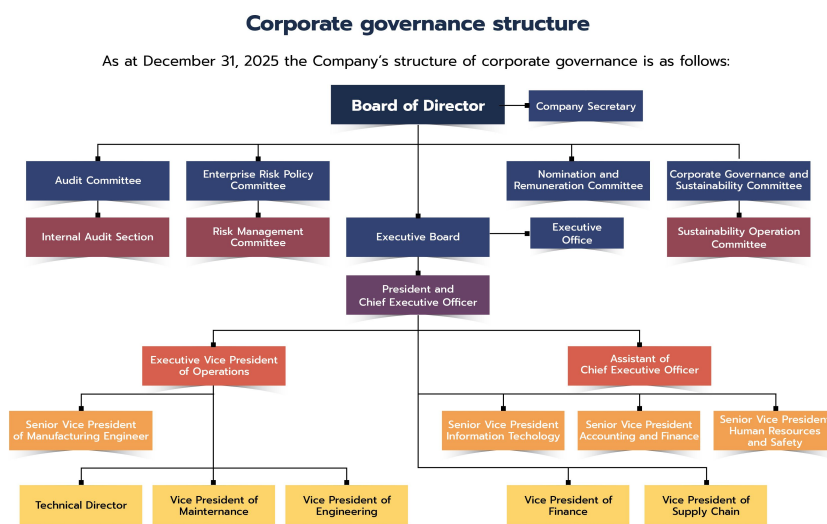 Corporate governance structure
As at December 31, 2025 the Company's structure of corporate governance is as follows:
Board of Director
Company Secretary
Audit Committee
Enterprise Risk Policy
Committee
Nomination and
Remuneration Committee
Corporate Governance and
Sustainability Committee
Internal Audit Section
Risk Management
Committee
Executive Board
Executive
Office
Sustainability Operation
Committee
President and
Chief Executive Officer
Executive Vice President
of Operations
Assistant of
Chief Executive Officer
Senior Vice President
of Manufacturing Engineer
Senior Vice President
Information Techology
Senior Vice President
Accounting and Finance
Senior Vice President
Human Resources
and Safety
Technical Director
Vice President of
Mainternance
Vice President of
Engineering
Vice President of
Finance
Vice President of
Supply Chain